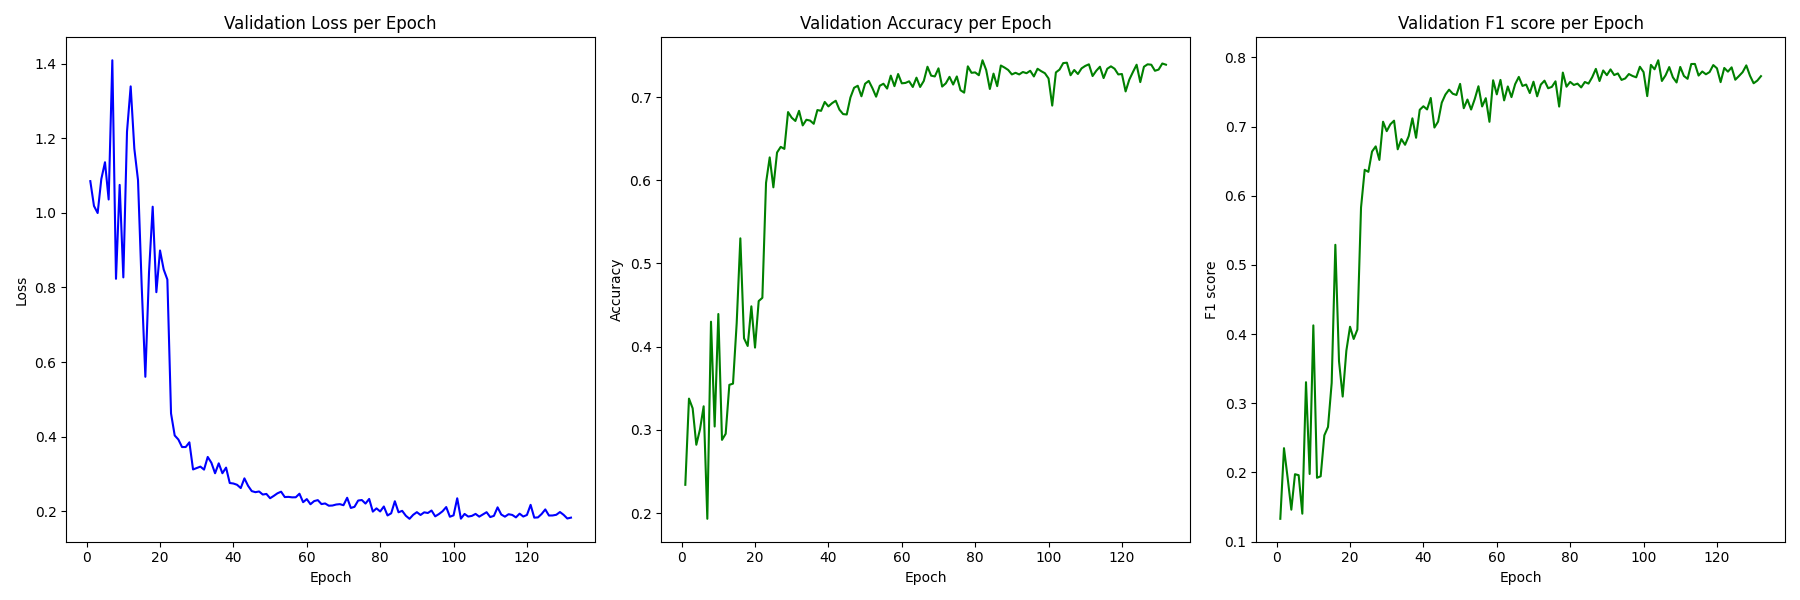 Validation Loss per Epoch
1.4
1.2
1.0
0.8
0.6
0.4
0.2
Loss
0 20 40 60 80 100 120
Epoch
Validation Accuracy per Epoch
0.7
0.6
0.5
0.4
0.3
0.2
Accuracy
0 20 40 60 80 100 120
Epoch
Validation F1 score per Epoch
0.8
0.7
0.6
0.5
0.4
0.3
0.2
0.1
F1 score
0 20 40 60 80 100 120
Epoch